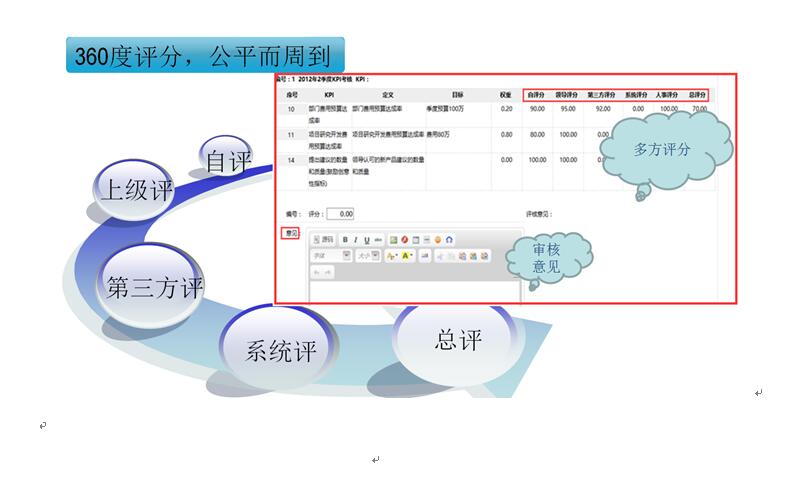 360度评分，公平而周到
编号：1 2012年2季度KPI考核 KPI：
序号 KPI 定义 目标 权重 自评分 领导评分 第三方评分 系统评分 人事评分 总评分
10 部门费用预算达成率 部门费用预算达成率 季度预算100万 0.20 90.00 95.00 92.00 0.00 100.00 70.00
11 项目研究开发费用预算达成率 项目研究开发费用预算达成率 费用80万 0.80 80.00 100.00 0.0
14 提出建议的数量和质量(鼓励创意性指标) 领导认可的新产品建议的数量和质量 0.00 100.00 100.00 0.0
多方评分
编号： 评分： 0.00 评核意见：
意见：
源码 B I U abc
字体 大小
审核
意见
自评
上级评
第三方评
系统评
总评